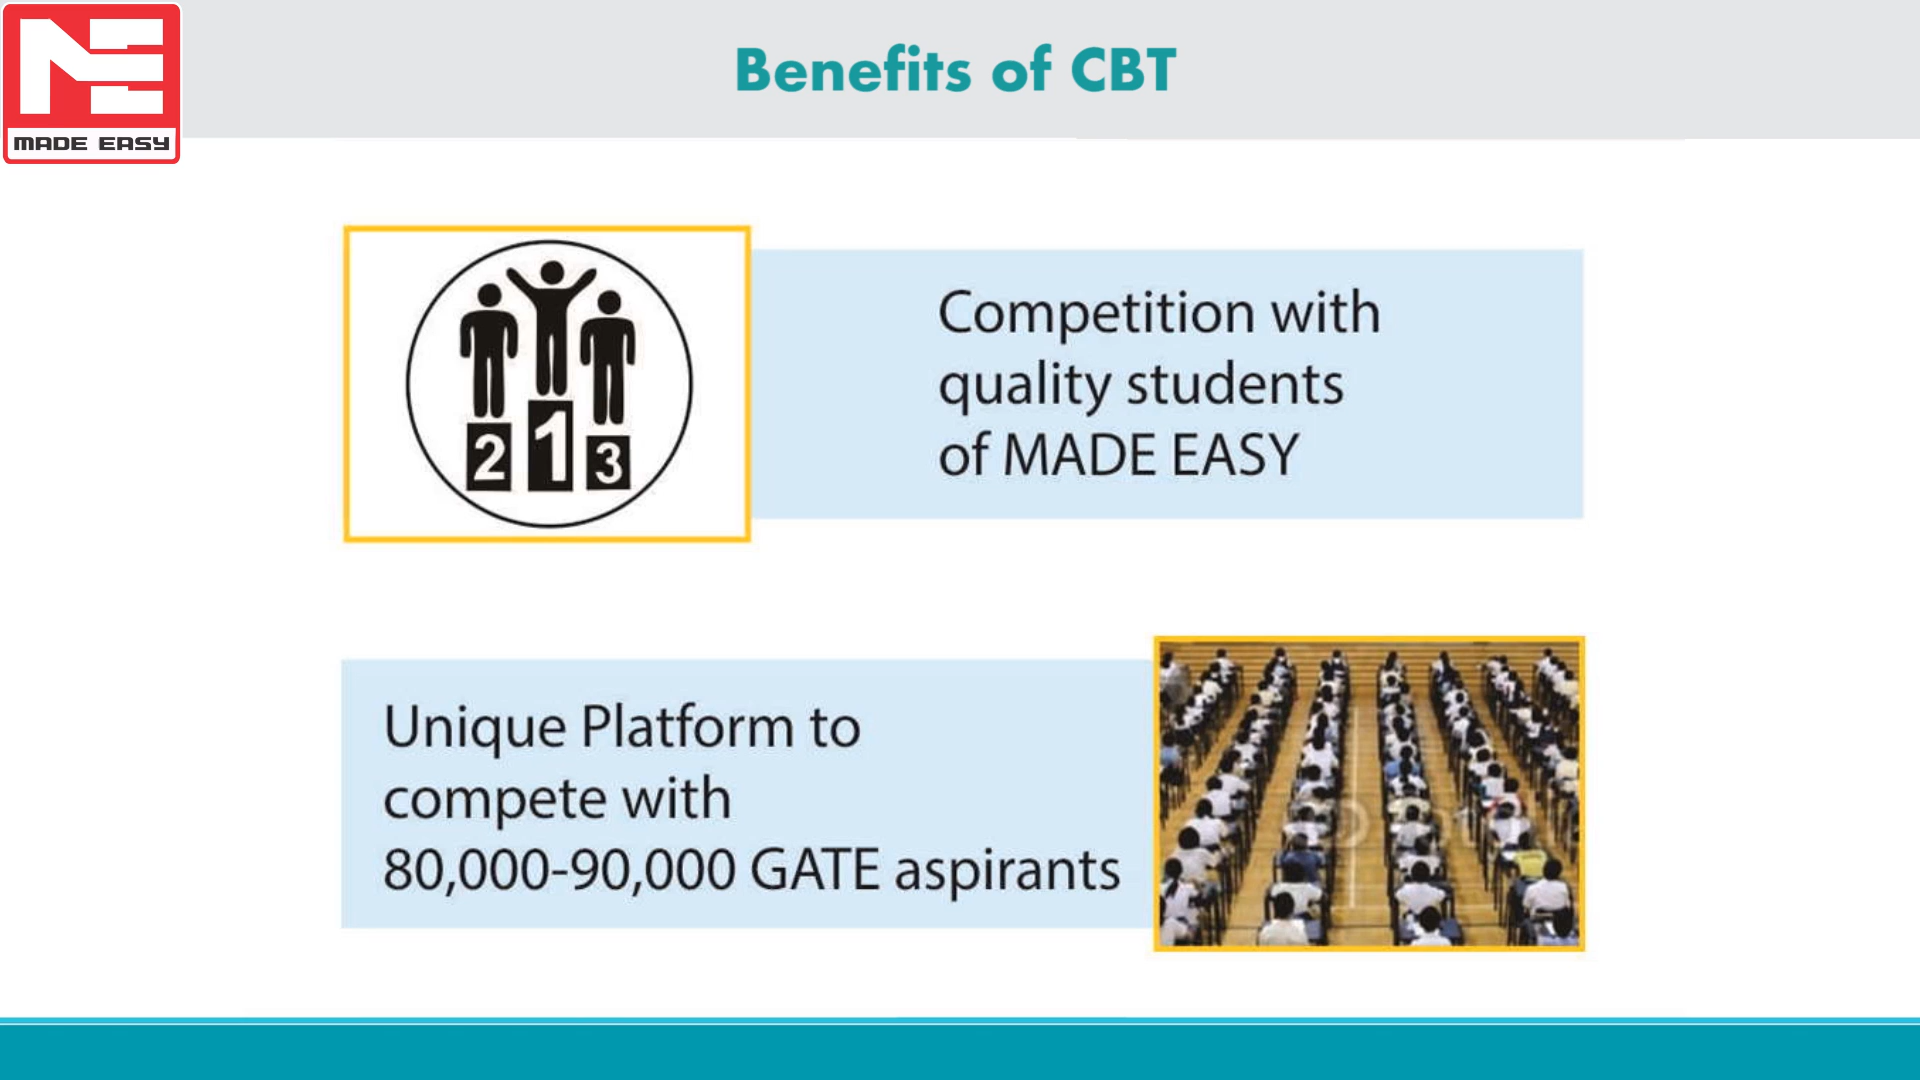 MADE EASY
Benefits of CBT
2 1 3
Competition with
quality students
of MADE EASY
Unique Platform to
compete with
80,000-90,000 GATE aspirants